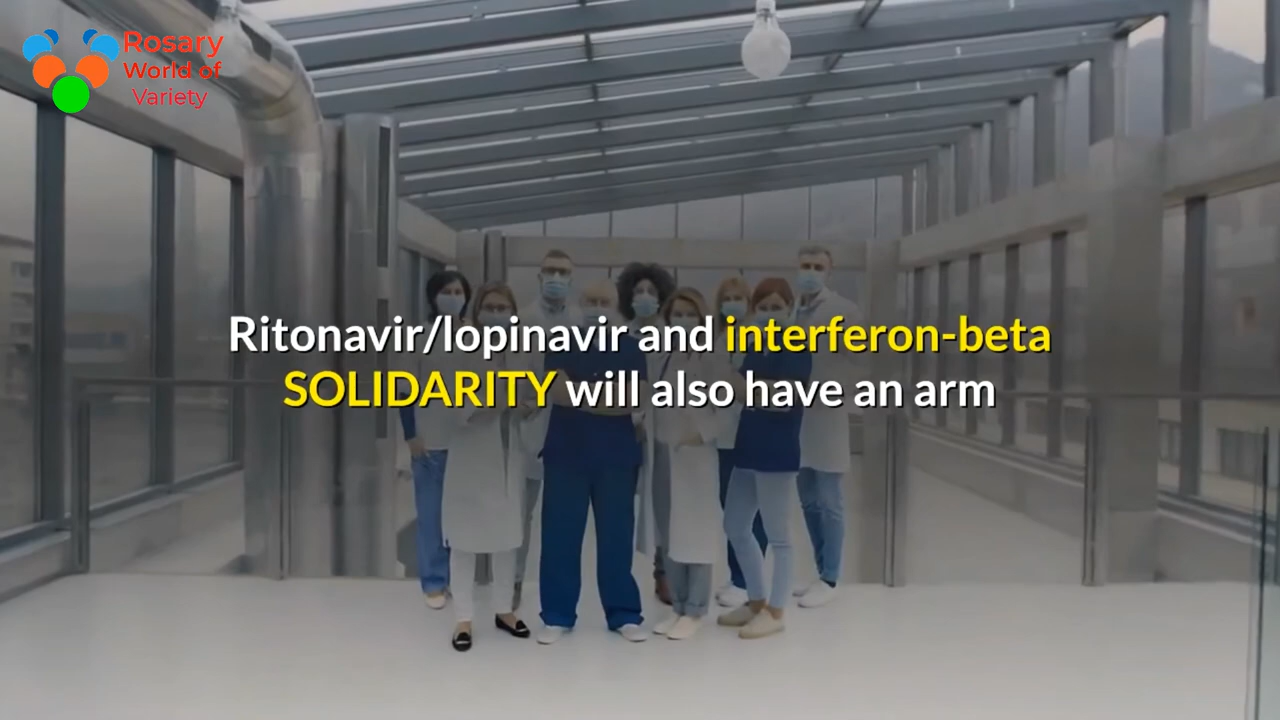 Rosary
World of
Variety
Ritonavir/lopinavir and interferon-beta
SOLIDARITY will also have an arm